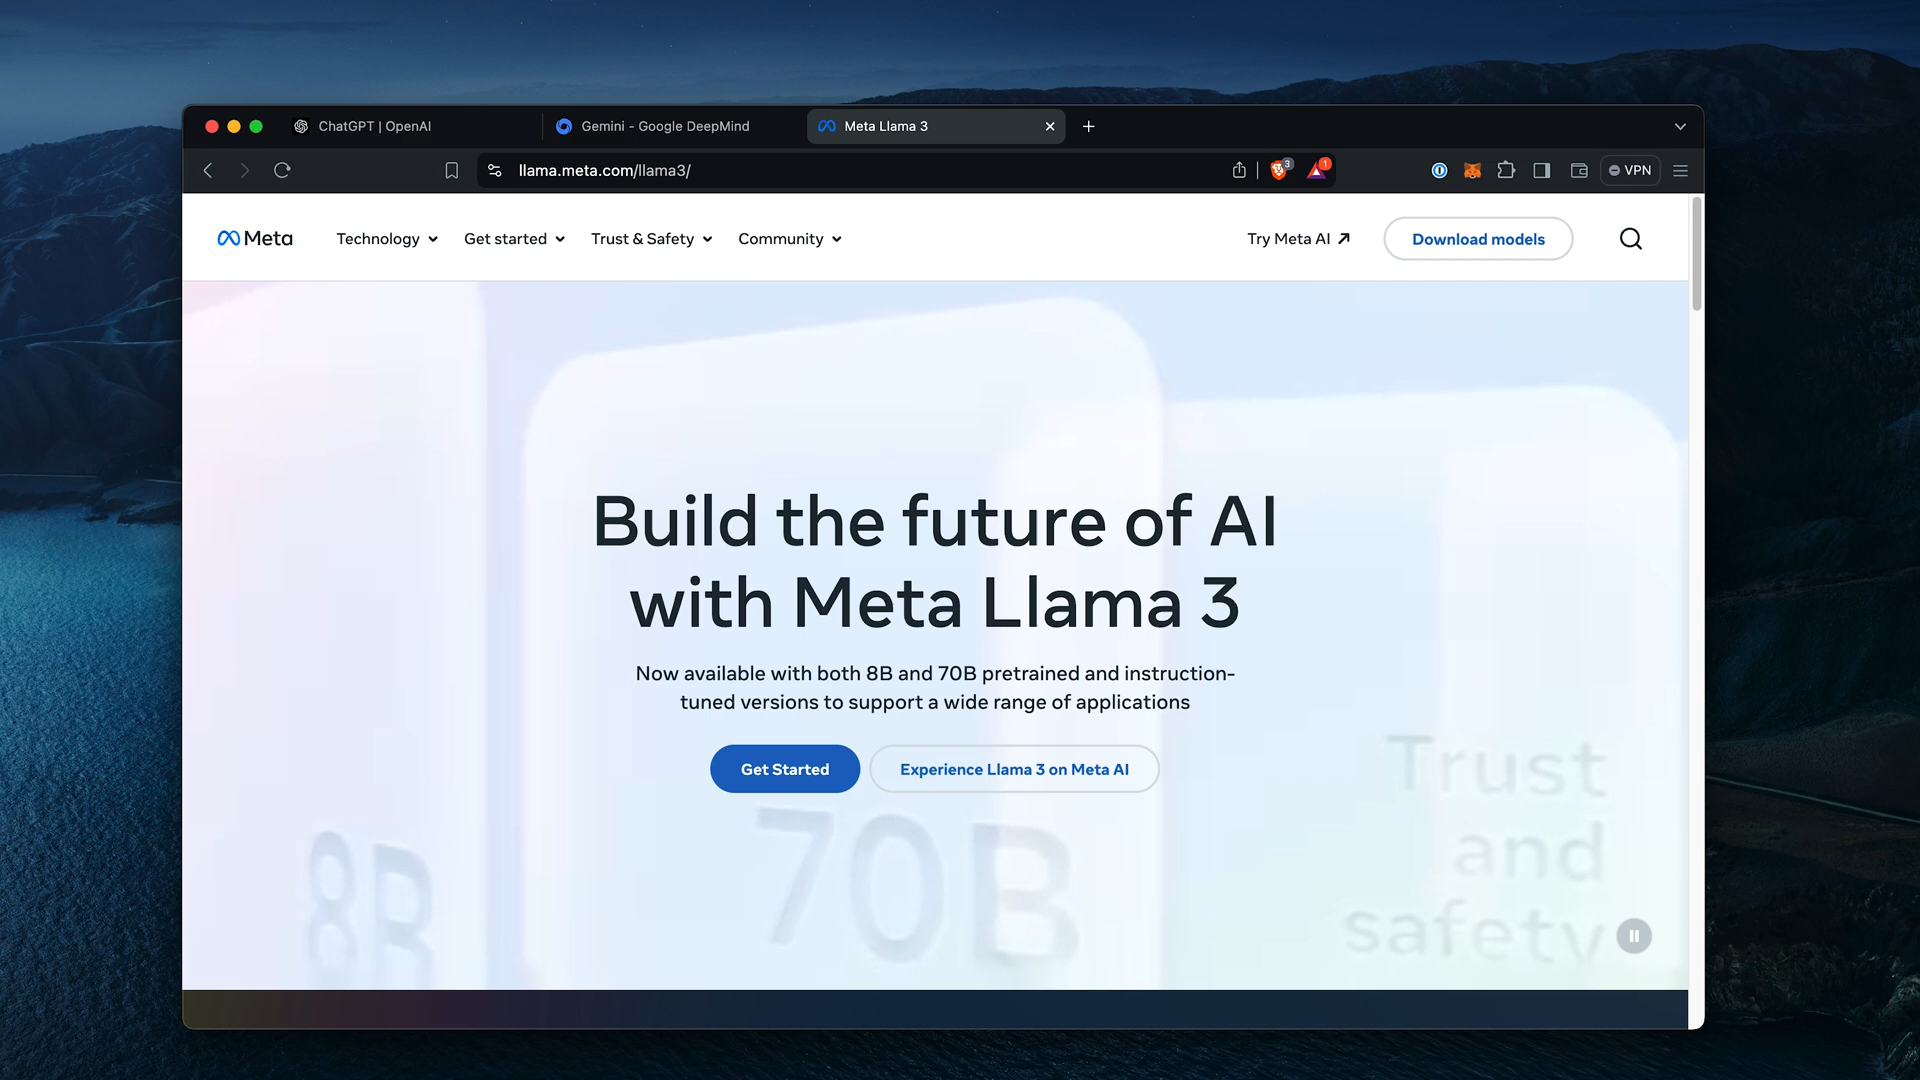 ChatGPT | OpenAI
Gemini - Google DeepMind
Meta Llama 3
llama.meta.com/llama3/
3
1
VPN
Meta
Technology
Get started
Trust & Safety
Community
Try Meta AI
Download models
Build the future of AI
with Meta Llama 3
Now available with both 8B and 70B pretrained and instruction-
tuned versions to support a wide range of applications
Get Started
Experience Llama 3 on Meta AI
8B
70B
Trust
and
safety